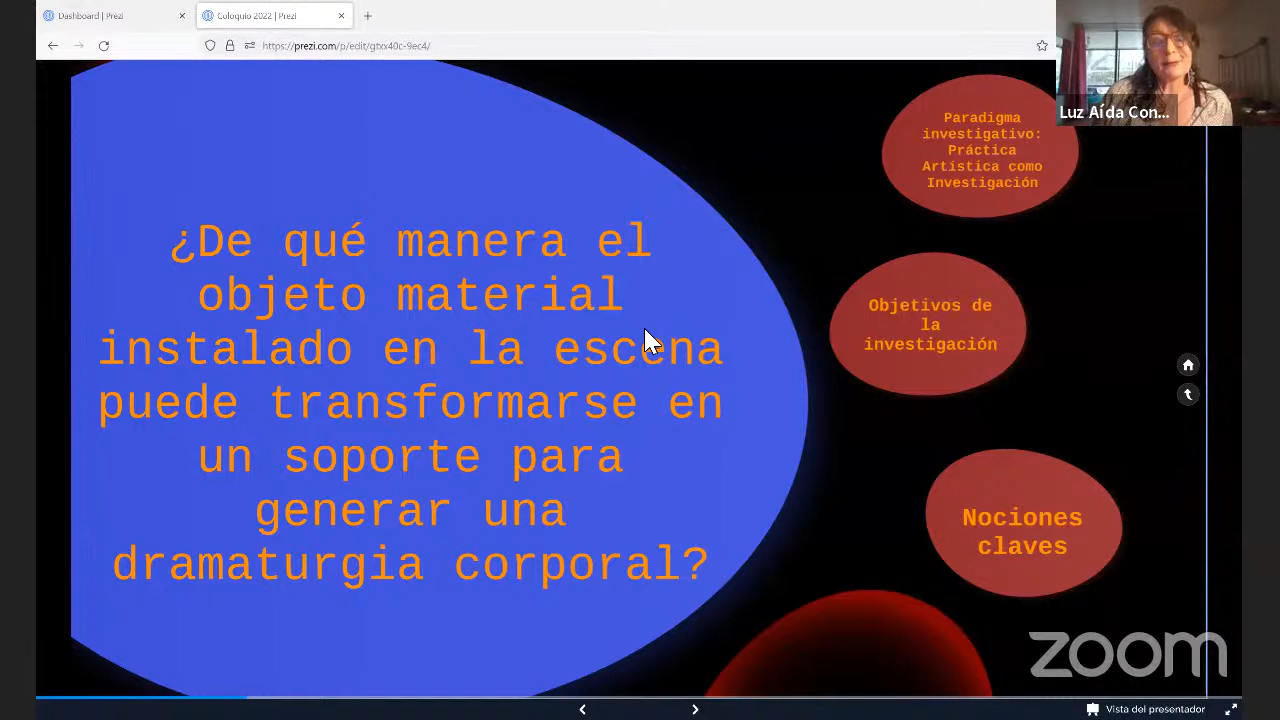 Dashboard | Prezi
Coloquio 2022 | Prezi
https://prezi.com/p/edit/gtxx40c-9ec4/
Luz Aída Con...
¿De qué manera el
objeto material
instalado en la escena
puede transformarse en
un soporte para
generar una
dramaturgia corporal?
Paradigma
investigativo:
Práctica
Artística como
Investigación
Objetivos de
la
investigación
Nociones
claves
zoom
Vista del presentador